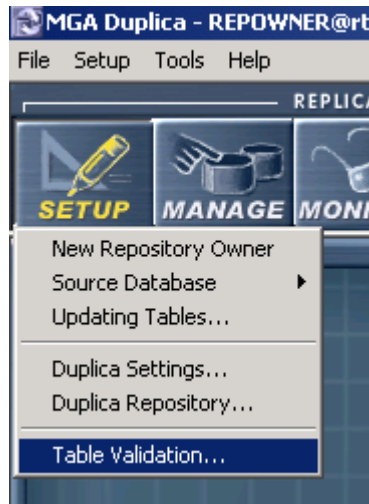 MGA Duplica - REPOWNER@rt
File Setup Tools Help
REPLICA
SETUP MANAGE MONI
New Repository Owner
Source Database
Updating Tables...
Duplica Settings...
Duplica Repository...
Table Validation...